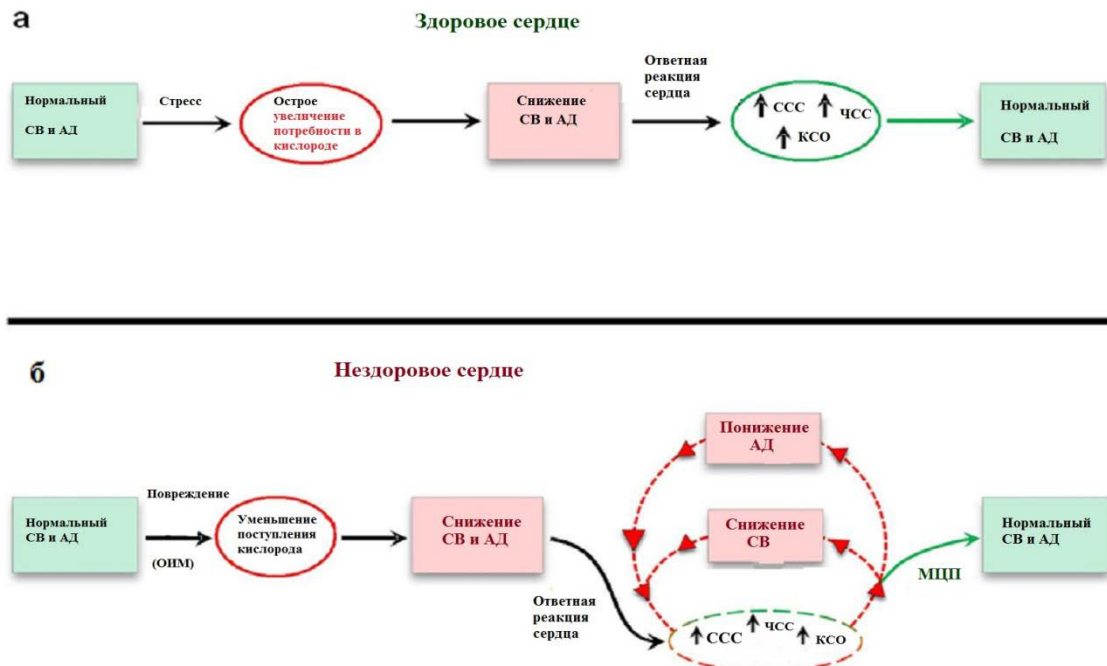 а
Здоровое сердце
Нормальный
СВ и АД
Стресс
Острое
увеличение
потребности в
кислороде
Снижение
СВ и АД
Ответная
реакция
сердца
ССС ЧСС
КСО
Нормальный
СВ и АД
б
Нездоровое сердце
Нормальный
СВ и АД
Повреждение
(ОИМ)
Уменьшение
поступления
кислорода
Снижение
СВ и АД
Ответная
реакция
сердца
Понижение
АД
Снижение
СВ
ССС ЧСС КСО
МЦП
Нормальный
СВ и АД